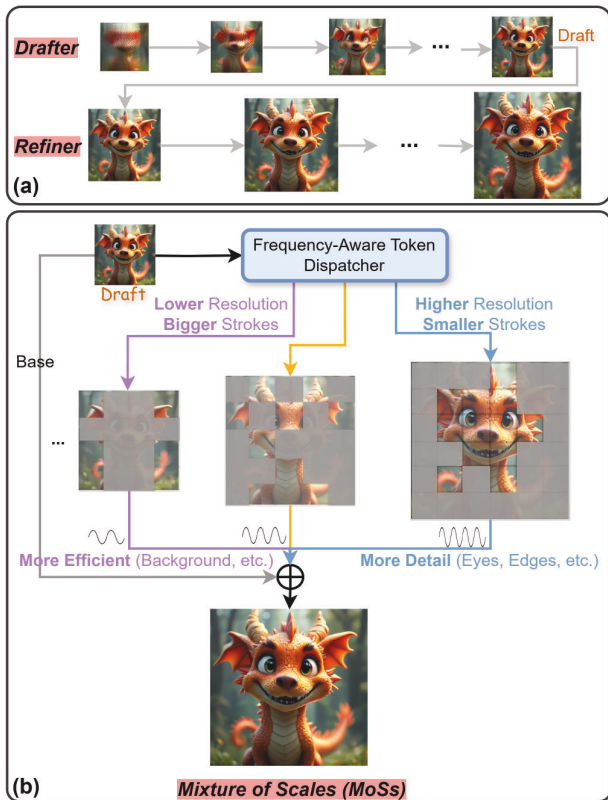 Drafter
...
Draft
Refiner
...
(a)
Frequency-Aware Token
Dispatcher
Draft
Lower Resolution
Bigger Strokes
Higher Resolution
Smaller Strokes
Base
...
More Efficient (Background, etc.)
More Detail (Eyes, Edges, etc.)
(b)
Mixture of Scales (MoSs)